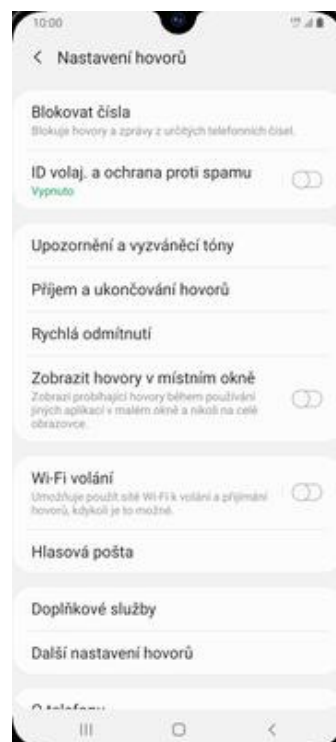 10:00
Nastavení hovorů
Blokovat čísla
Blokuje hovory a zprávy z určitých telefonních čísel.
ID volaj. a ochrana proti spamu
Vypnuto
Upozornění a vyzváněcí tóny
Příjem a ukončování hovorů
Rychlá odmítnutí
Zobrazit hovory v místním okně
Zobrazí probíhající hovory během používání
jiných aplikací v malém okně a nikoli na celé
obrazovce.
Wi-Fi volání
Umožňuje použít sítě Wi-Fi k volání a přijímání
hovorů, kdykoli je to možné.
Hlasová pošta
Doplňkové služby
Další nastavení hovorů
O telefonu